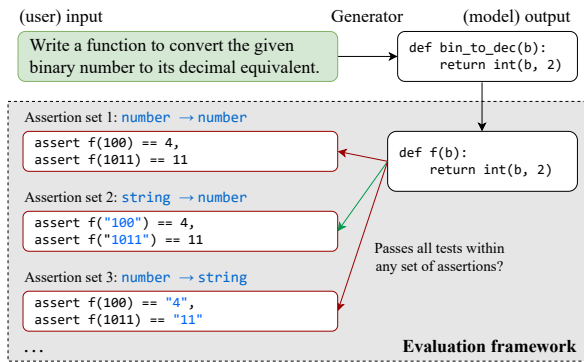 (user) input
Generator
(model) output
Write a function to convert the given
binary number to its decimal equivalent.
def bin_to_dec(b):
    return int(b, 2)
Assertion set 1: number → number
assert f(100) == 4,
assert f(1011) == 11
def f(b):
    return int(b, 2)
Assertion set 2: string → number
assert f("100") == 4,
assert f("1011") == 11
Passes all tests within
any set of assertions?
Assertion set 3: number → string
assert f(100) == "4",
assert f(1011) == "11"
...
Evaluation framework